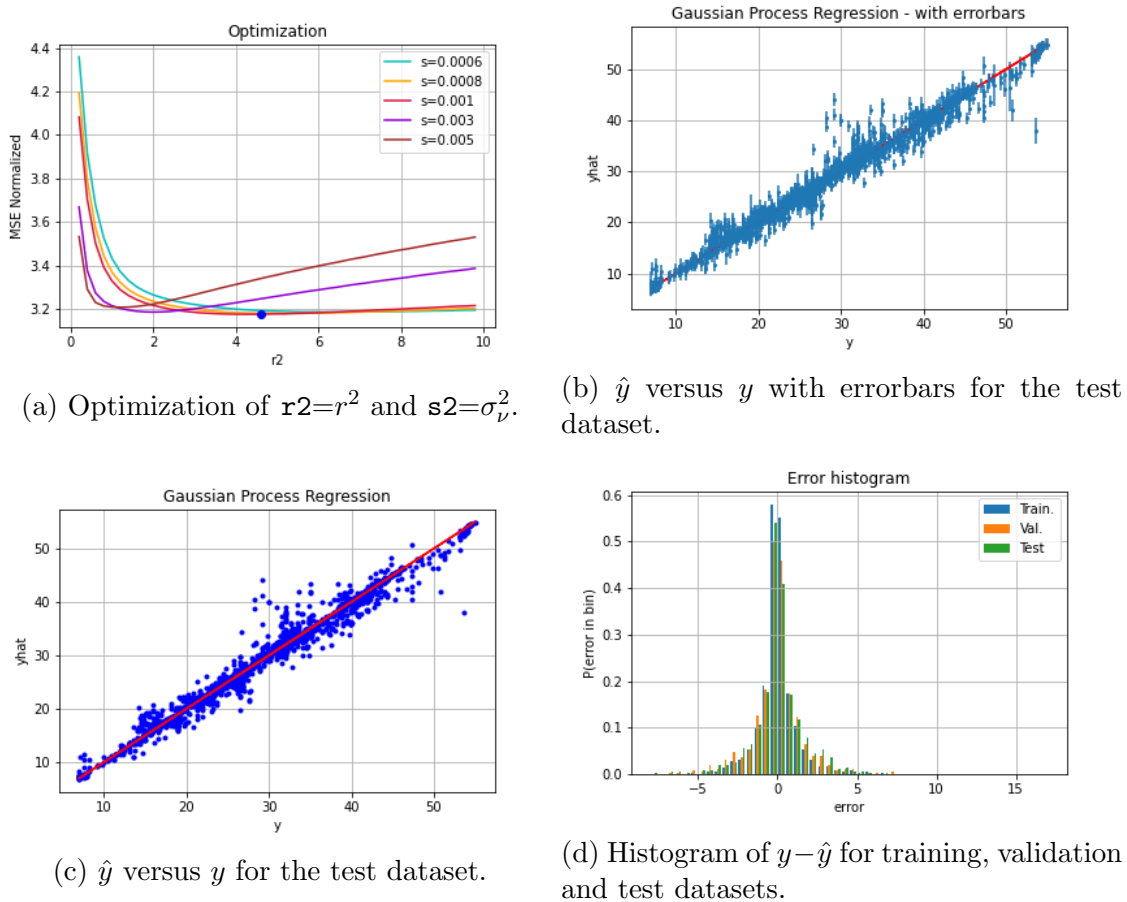 Optimization
4.4
4.2
4.0
3.8
3.6
3.4
3.2
MSE Normalized
s=0.0006
s=0.0008
s=0.001
s=0.003
s=0.005
0 2 4 6 8 10
r2
(a) Optimization of r2=r² and s2=σ²ᵥ.
Gaussian Process Regression - with errorbars
50
40
30
20
10
yhat
10 20 30 40 50
y
(b) ŷ versus y with errorbars for the test
dataset.
Gaussian Process Regression
50
40
30
20
10
yhat
10 20 30 40 50
y
(c) ŷ versus y for the test dataset.
Error histogram
0.6
0.5
0.4
0.3
0.2
0.1
0.0
P(error in bin)
Train.
Val.
Test
−5 0 5 10 15
error
(d) Histogram of y−ŷ for training, validation
and test datasets.